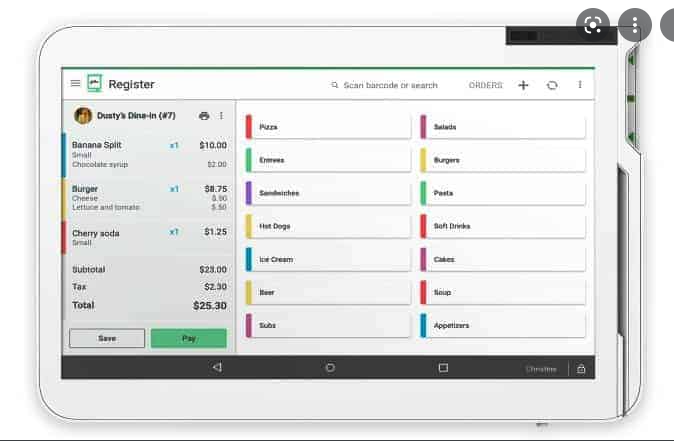 Register
Scan barcode or search
ORDERS
Dusty's Dine-In (#7)
Banana Split x1 $10.00
Small
Chocolate syrup $2.00
Burger x1 $8.75
Cheese $.50
Lettuce and tomato $.50
Cherry soda x1 $1.25
Small
Subtotal $23.00
Tax $2.30
Total $25.30
Save
Pay
Pizza
Salads
Entrees
Burgers
Sandwiches
Pasta
Hot Dogs
Soft Drinks
Ice Cream
Cakes
Beer
Soup
Subs
Appetizers
Christine